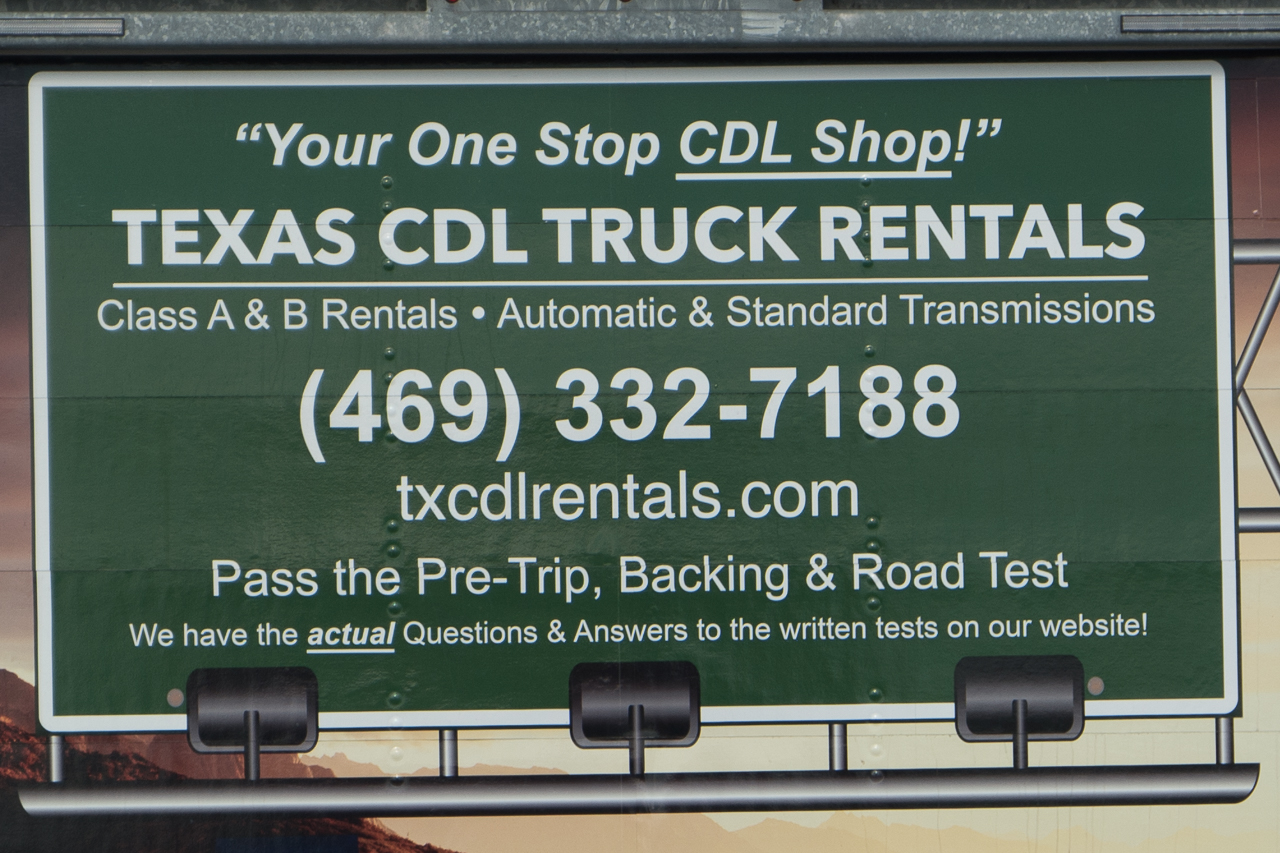 “Your One Stop CDL Shop!”
TEXAS CDL TRUCK RENTALS
Class A & B Rentals • Automatic & Standard Transmissions
(469) 332-7188
txcdlrentals.com
Pass the Pre-Trip, Backing & Road Test
We have the actual Questions & Answers to the written tests on our website!